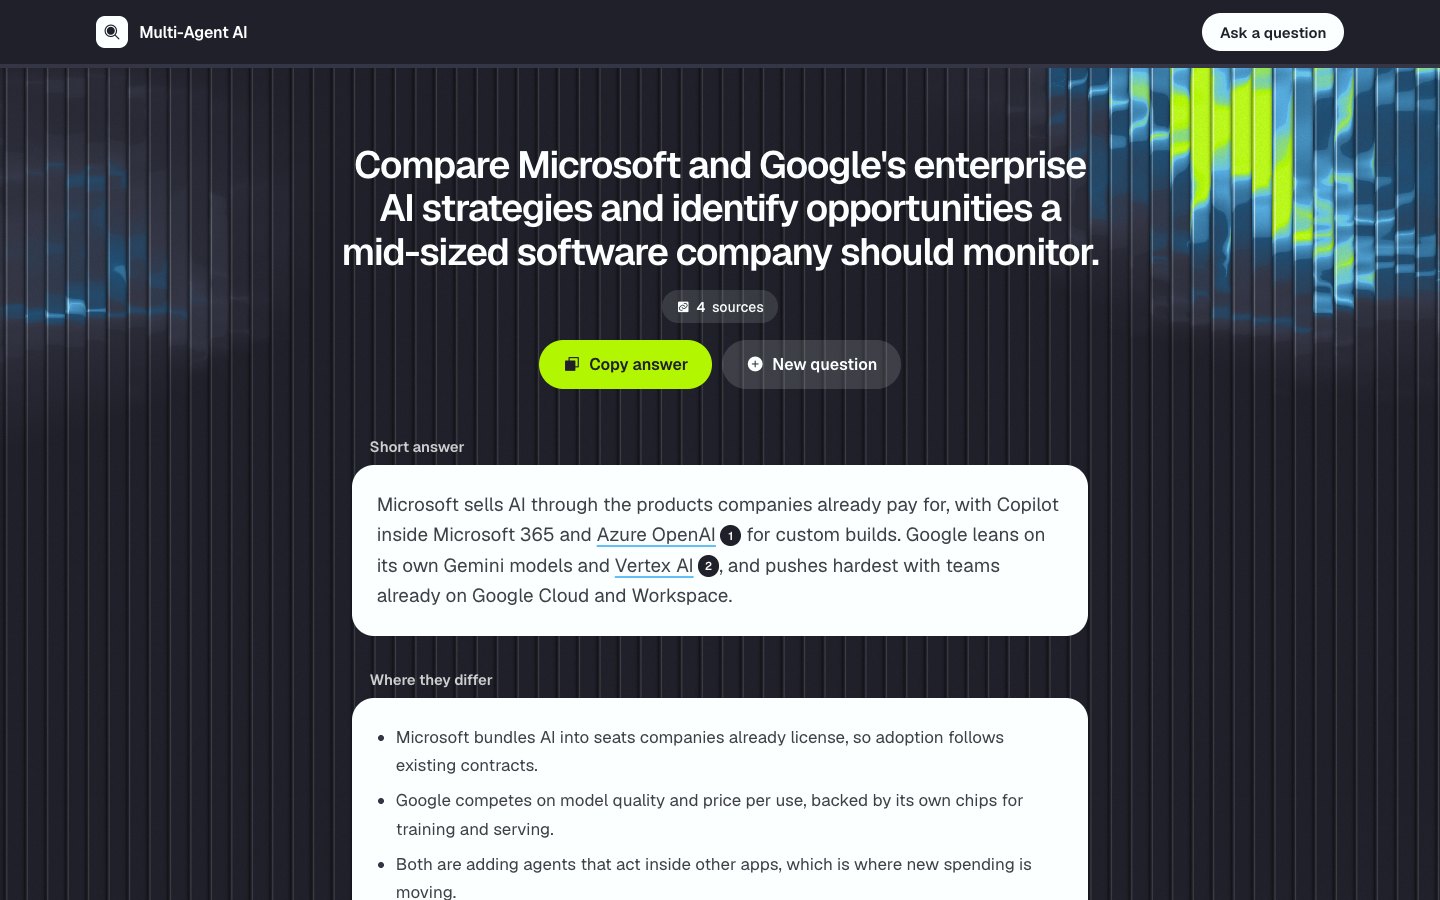 Multi-Agent AI
Ask a question
Compare Microsoft and Google's enterprise
AI strategies and identify opportunities a
mid-sized software company should monitor.
4 sources
Copy answer
New question
Short answer
Microsoft sells AI through the products companies already pay for, with Copilot
inside Microsoft 365 and Azure OpenAI 1 for custom builds. Google leans on
its own Gemini models and Vertex AI 2, and pushes hardest with teams
already on Google Cloud and Workspace.
Where they differ
• Microsoft bundles AI into seats companies already license, so adoption follows
existing contracts.
• Google competes on model quality and price per use, backed by its own chips for
training and serving.
• Both are adding agents that act inside other apps, which is where new spending is
moving.